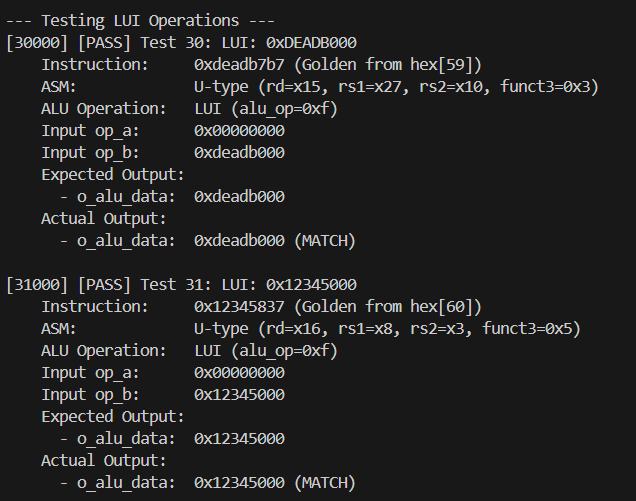 --- Testing LUI Operations ---
[30000] [PASS] Test 30: LUI: 0xDEADB000
    Instruction:     0xdeadb7b7 (Golden from hex[59])
    ASM:             U-type (rd=x15, rs1=x27, rs2=x10, funct3=0x3)
    ALU Operation:   LUI (alu_op=0xf)
    Input op_a:      0x00000000
    Input op_b:      0xdeadb000
    Expected Output:
      - o_alu_data:  0xdeadb000
    Actual Output:
      - o_alu_data:  0xdeadb000 (MATCH)

[31000] [PASS] Test 31: LUI: 0x12345000
    Instruction:     0x12345837 (Golden from hex[60])
    ASM:             U-type (rd=x16, rs1=x8, rs2=x3, funct3=0x5)
    ALU Operation:   LUI (alu_op=0xf)
    Input op_a:      0x00000000
    Input op_b:      0x12345000
    Expected Output:
      - o_alu_data:  0x12345000
    Actual Output:
      - o_alu_data:  0x12345000 (MATCH)